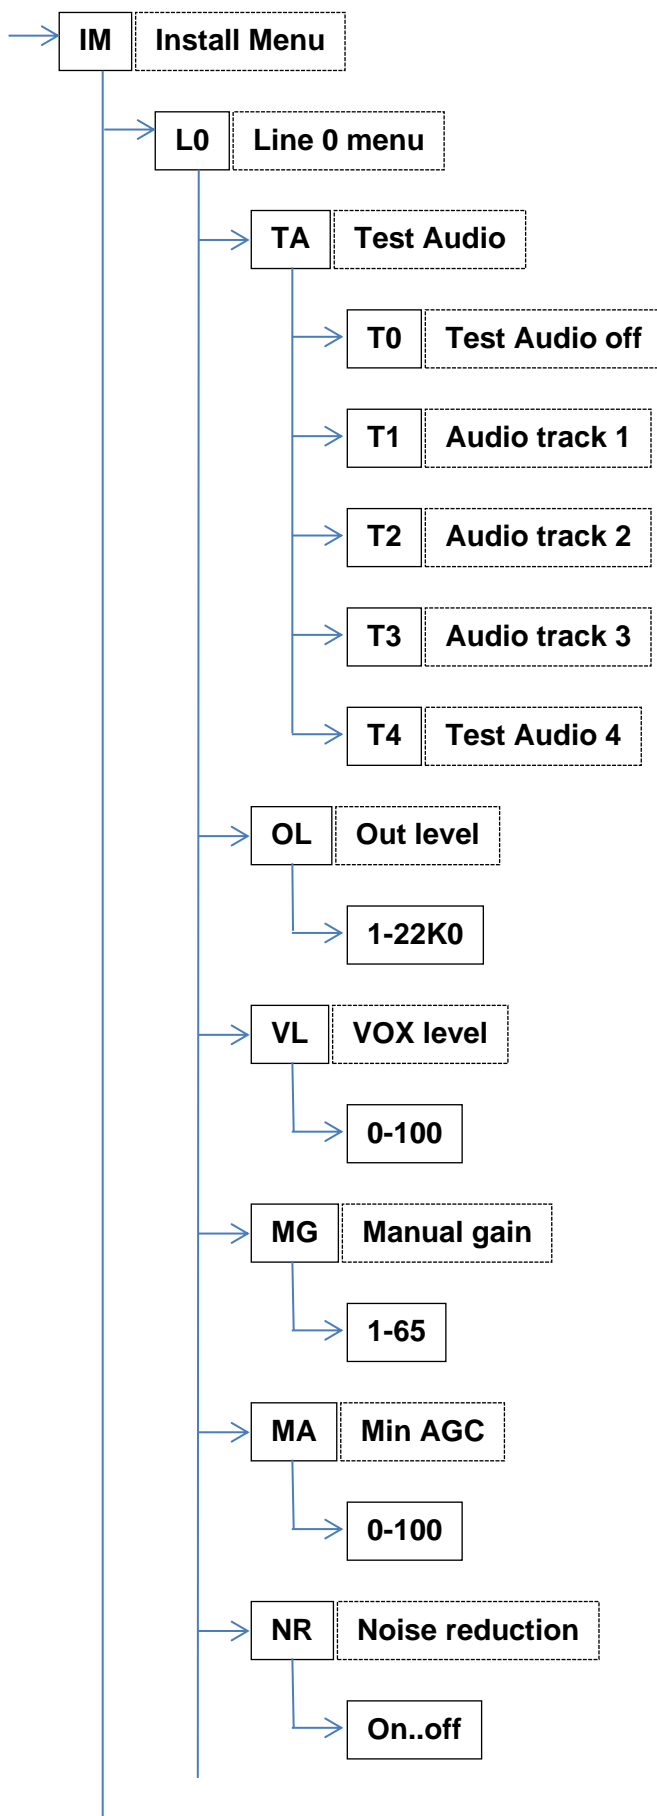 IM Install Menu
L0 Line 0 menu
TA Test Audio
T0 Test Audio off
T1 Audio track 1
T2 Audio track 2
T3 Audio track 3
T4 Test Audio 4
OL Out level
1-22K0
VL VOX level
0-100
MG Manual gain
1-65
MA Min AGC
0-100
NR Noise reduction
On..off